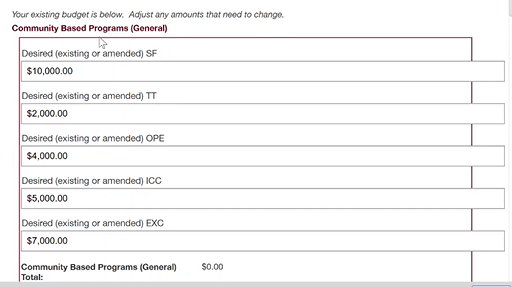 Your existing budget is below. Adjust any amounts that need to change.
Community Based Programs (General)
Desired (existing or amended) SF
$10,000.00
Desired (existing or amended) TT
$2,000.00
Desired (existing or amended) OPE
$4,000.00
Desired (existing or amended) ICC
$5,000.00
Desired (existing or amended) EXC
$7,000.00
Community Based Programs (General) $0.00
Total: